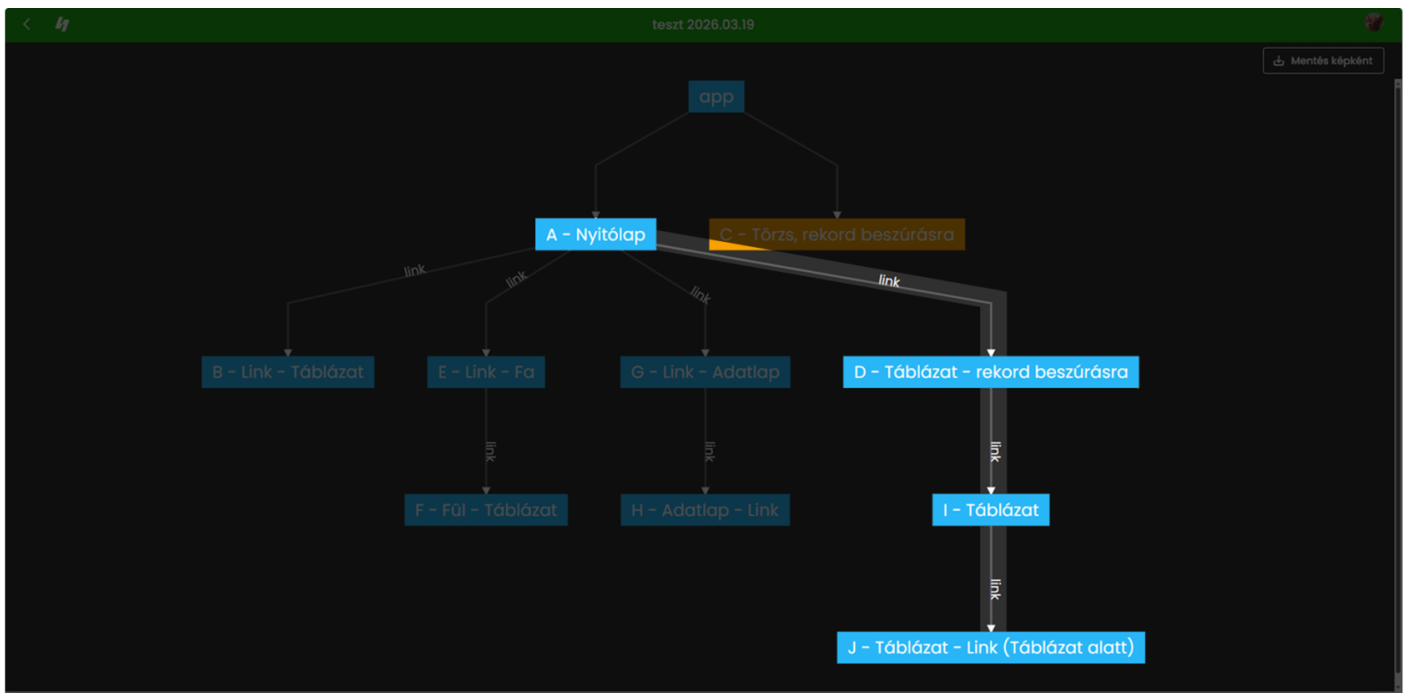 teszt 2026.03.19
Mentés képként
app
A - Nyitólap
C - Törzs, rekord beszúrásra
link
link
link
link
B - Link - Táblázat
E - Link - Fa
G - Link - Adatlap
D - Táblázat - rekord beszúrásra
link
link
link
F - Fül - Táblázat
H - Adatlap - Link
I - Táblázat
link
J - Táblázat - Link (Táblázat alatt)